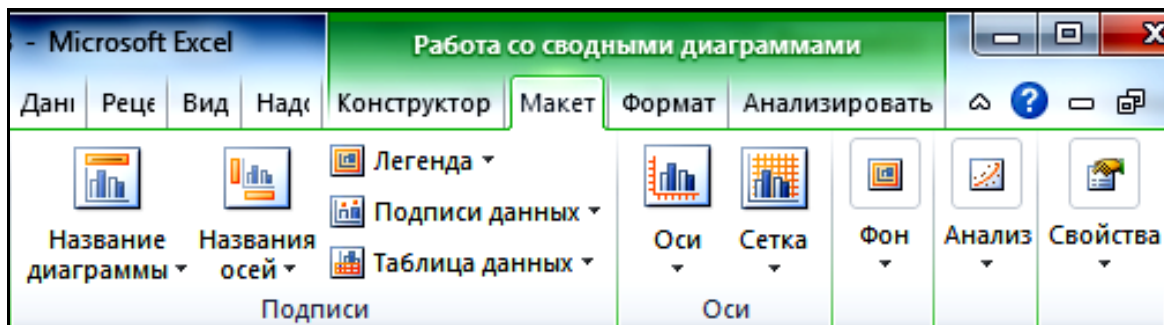 - Microsoft Excel
Работа со сводными диаграммами
Вид
Конструктор
Макет
Формат
Анализировать
Название
диаграммы
Названия
осей
Легенда
Подписи данных
Таблица данных
Подписи
Оси
Сетка
Оси
Фон
Анализ
Свойства